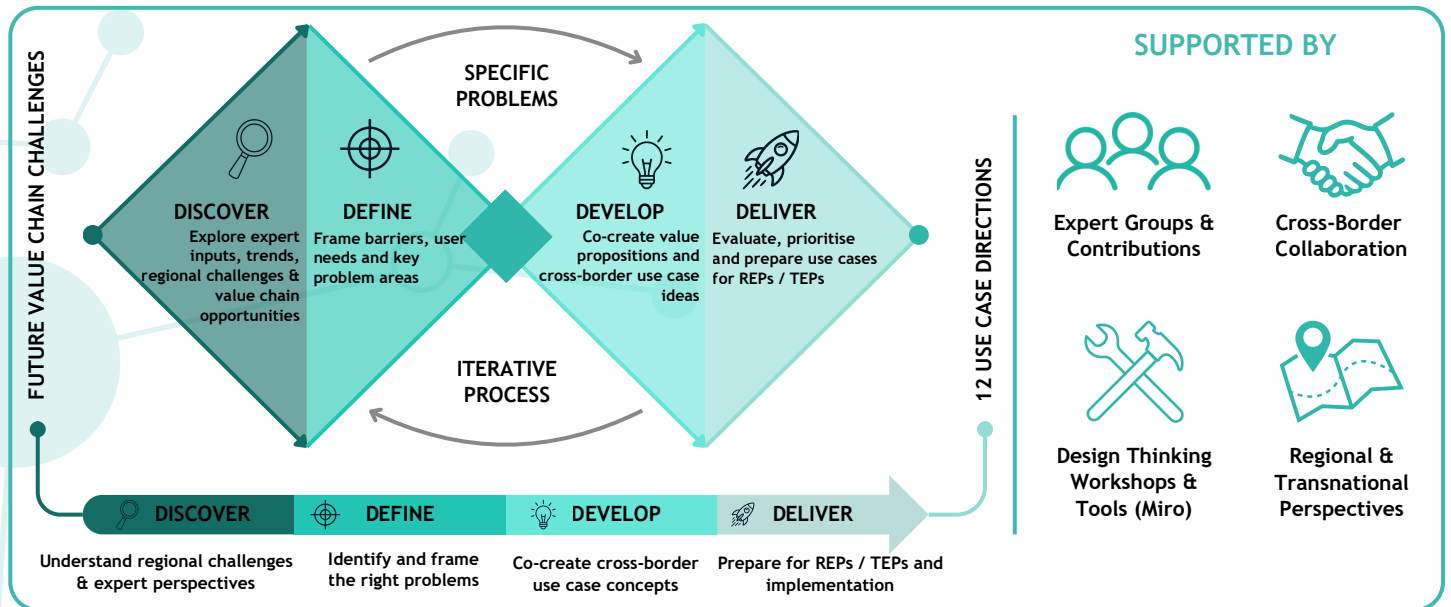 FUTURE VALUE CHAIN CHALLENGES
SPECIFIC
PROBLEMS
DISCOVER
Explore expert
inputs, trends,
regional challenges &
value chain
opportunities
DEFINE
Frame barriers, user
needs and key
problem areas
DEVELOP
Co-create value
propositions and
cross-border use case
ideas
DELIVER
Evaluate, prioritise
and prepare use cases
for REPs / TEPs
ITERATIVE
PROCESS
12 USE CASE DIRECTIONS
DISCOVER
DEFINE
DEVELOP
DELIVER
Understand regional challenges
& expert perspectives
Identify and frame
the right problems
Co-create cross-border
use case concepts
Prepare for REPs / TEPs and
implementation
SUPPORTED BY
Expert Groups &
Contributions
Cross-Border
Collaboration
Design Thinking
Workshops &
Tools (Miro)
Regional &
Transnational
Perspectives